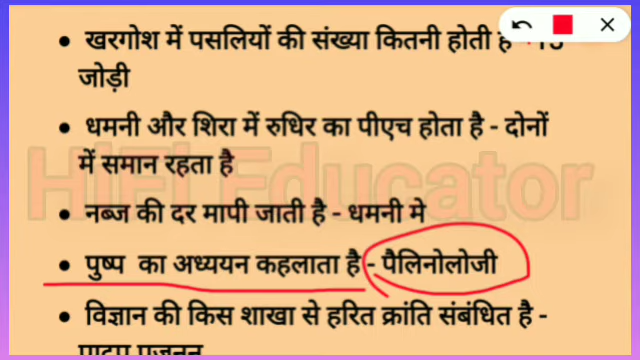 • खरगोश में पसलियों की संख्या कितनी होती है
जोड़ी
• धमनी और शिरा में रुधिर का पीएच होता है - दोनों
में समान रहता है
• नब्ज की दर मापी जाती है - धमनी मे
• पुष्प का अध्ययन कहलाता है - पैलिनोलोजी
• विज्ञान की किस शाखा से हरित क्रांति संबंधित है -
HiFi Educator